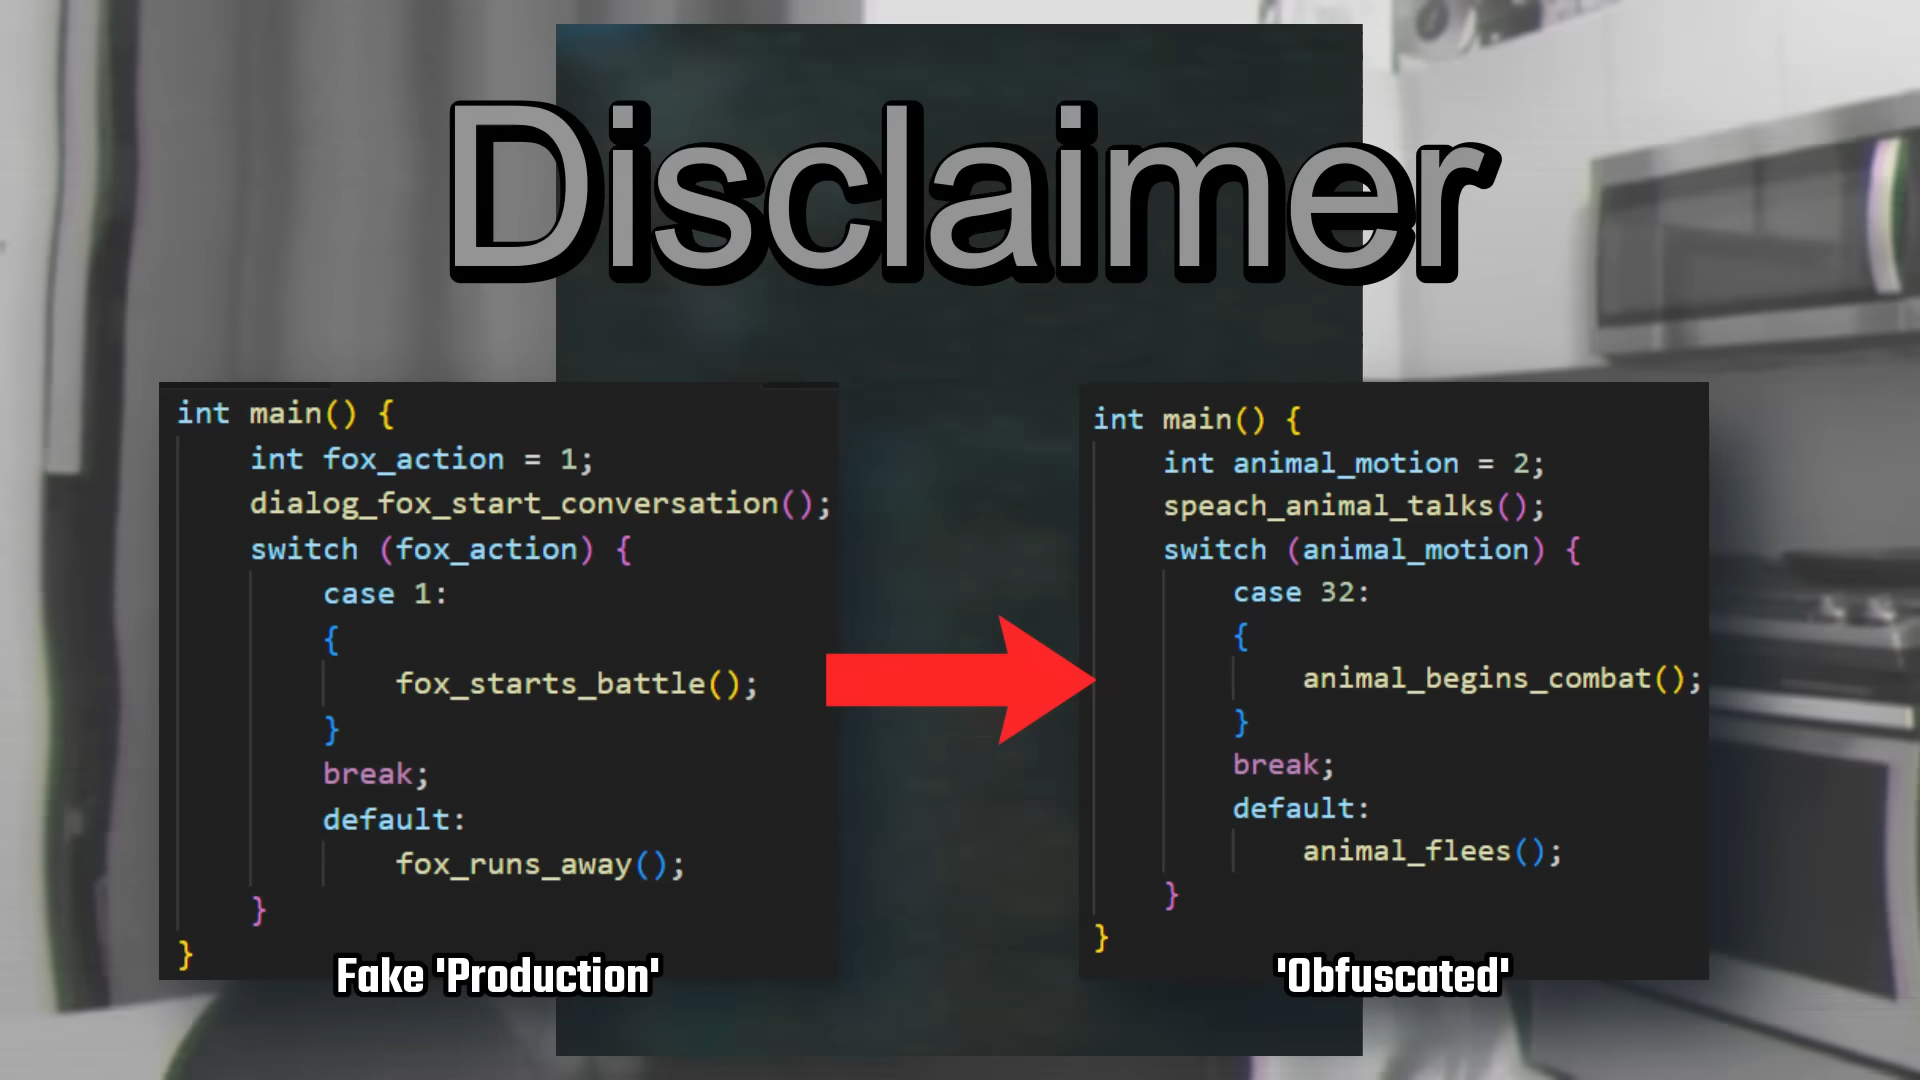 Disclaimer
int main() {
int fox_action = 1;
dialog_fox_start_conversation();
switch (fox_action) {
case 1:
{
fox_starts_battle();
}
break;
default:
fox_runs_away();
}
}
Fake 'Production'
int main() {
int animal_motion = 2;
speach_animal_talks();
switch (animal_motion) {
case 32:
{
animal_begins_combat();
}
break;
default:
animal_flees();
}
}
'Obfuscated'